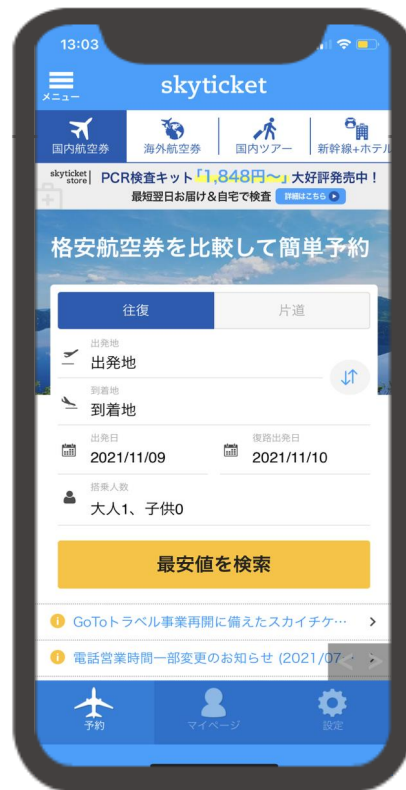 13:03
メニュー
skyticket
国内航空券
海外航空券
国内ツアー
新幹線+ホテル
skyticket store
PCR検査キット「1,848円〜」大好評発売中！
最短翌日お届け&自宅で検査 詳細はこちら
格安航空券を比較して簡単予約
往復
片道
出発地
出発地
到着地
到着地
出発日
2021/11/09
復路出発日
2021/11/10
搭乗人数
大人1、子供0
最安値を検索
GoToトラベル事業再開に備えたスカイチケ…
電話営業時間一部変更のお知らせ (2021/07
予約
マイページ
設定